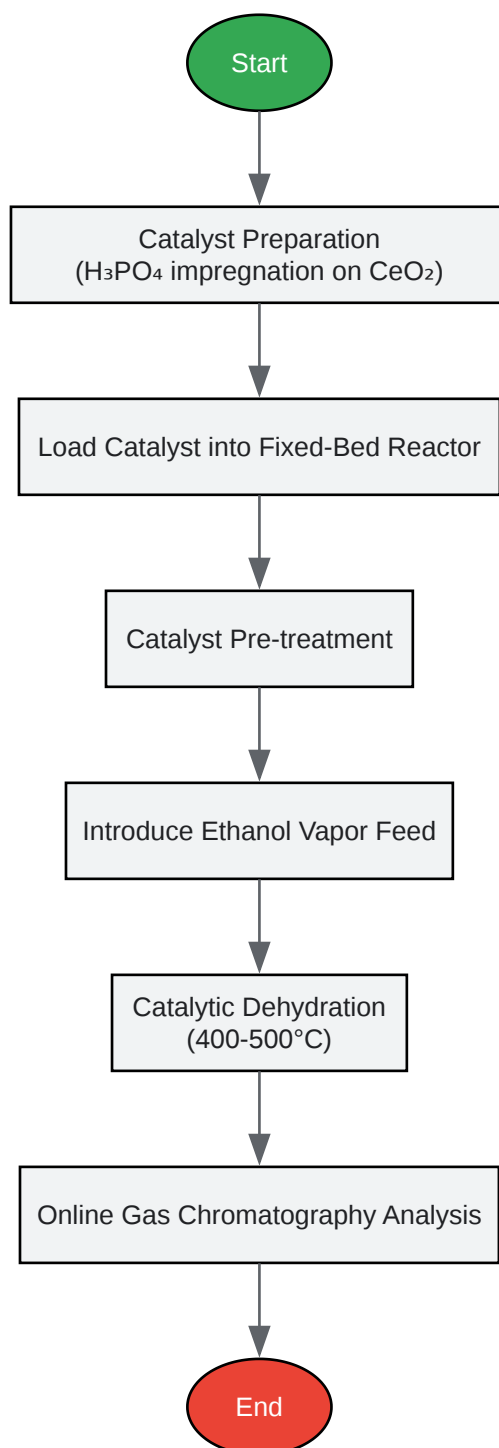 Start
Catalyst Preparation
(H₃PO₄ impregnation on CeO₂)
Load Catalyst into Fixed-Bed Reactor
Catalyst Pre-treatment
Introduce Ethanol Vapor Feed
Catalytic Dehydration
(400-500°C)
Online Gas Chromatography Analysis
End